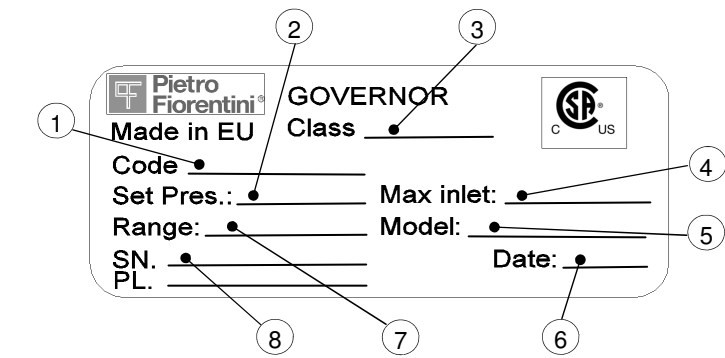 2
3
Pietro
Fiorentini®
GOVERNOR
CSA®
C US
1
Made in EU
Class
Code
4
Set Pres.:
Max inlet:
Range:
Model:
5
SN.
Date:
PL.
8
7
6